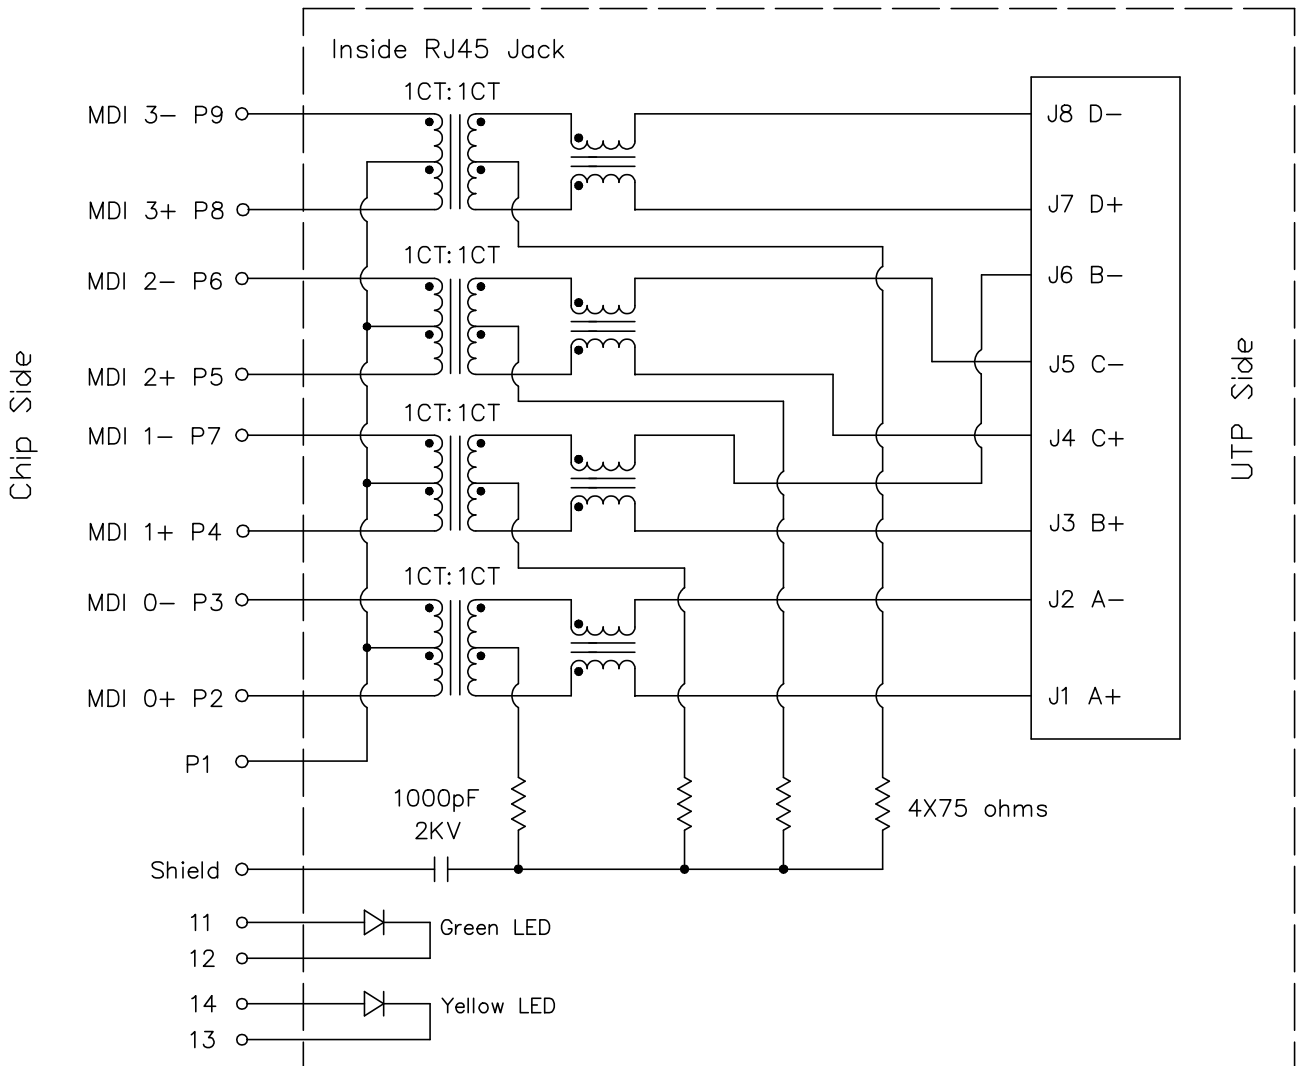 Inside RJ45 Jack
1CT:1CT
MDI 3- P9
J8 D-
MDI 3+ P8
J7 D+
1CT:1CT
MDI 2- P6
J6 B-
J5 C-
MDI 2+ P5
1CT:1CT
MDI 1- P7
J4 C+
MDI 1+ P4
J3 B+
1CT:1CT
MDI 0- P3
J2 A-
MDI 0+ P2
J1 A+
Chip Side
UTP Side
P1
1000pF
2KV
4X75 ohms
Shield
11
Green LED
12
14
Yellow LED
13